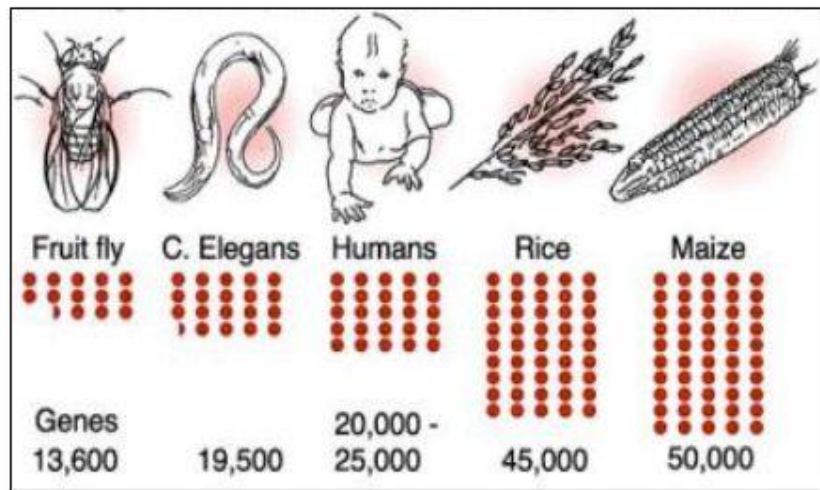 Fruit fly C. Elegans Humans Rice Maize
Genes 20,000 -
13,600 19,500 25,000 45,000 50,000